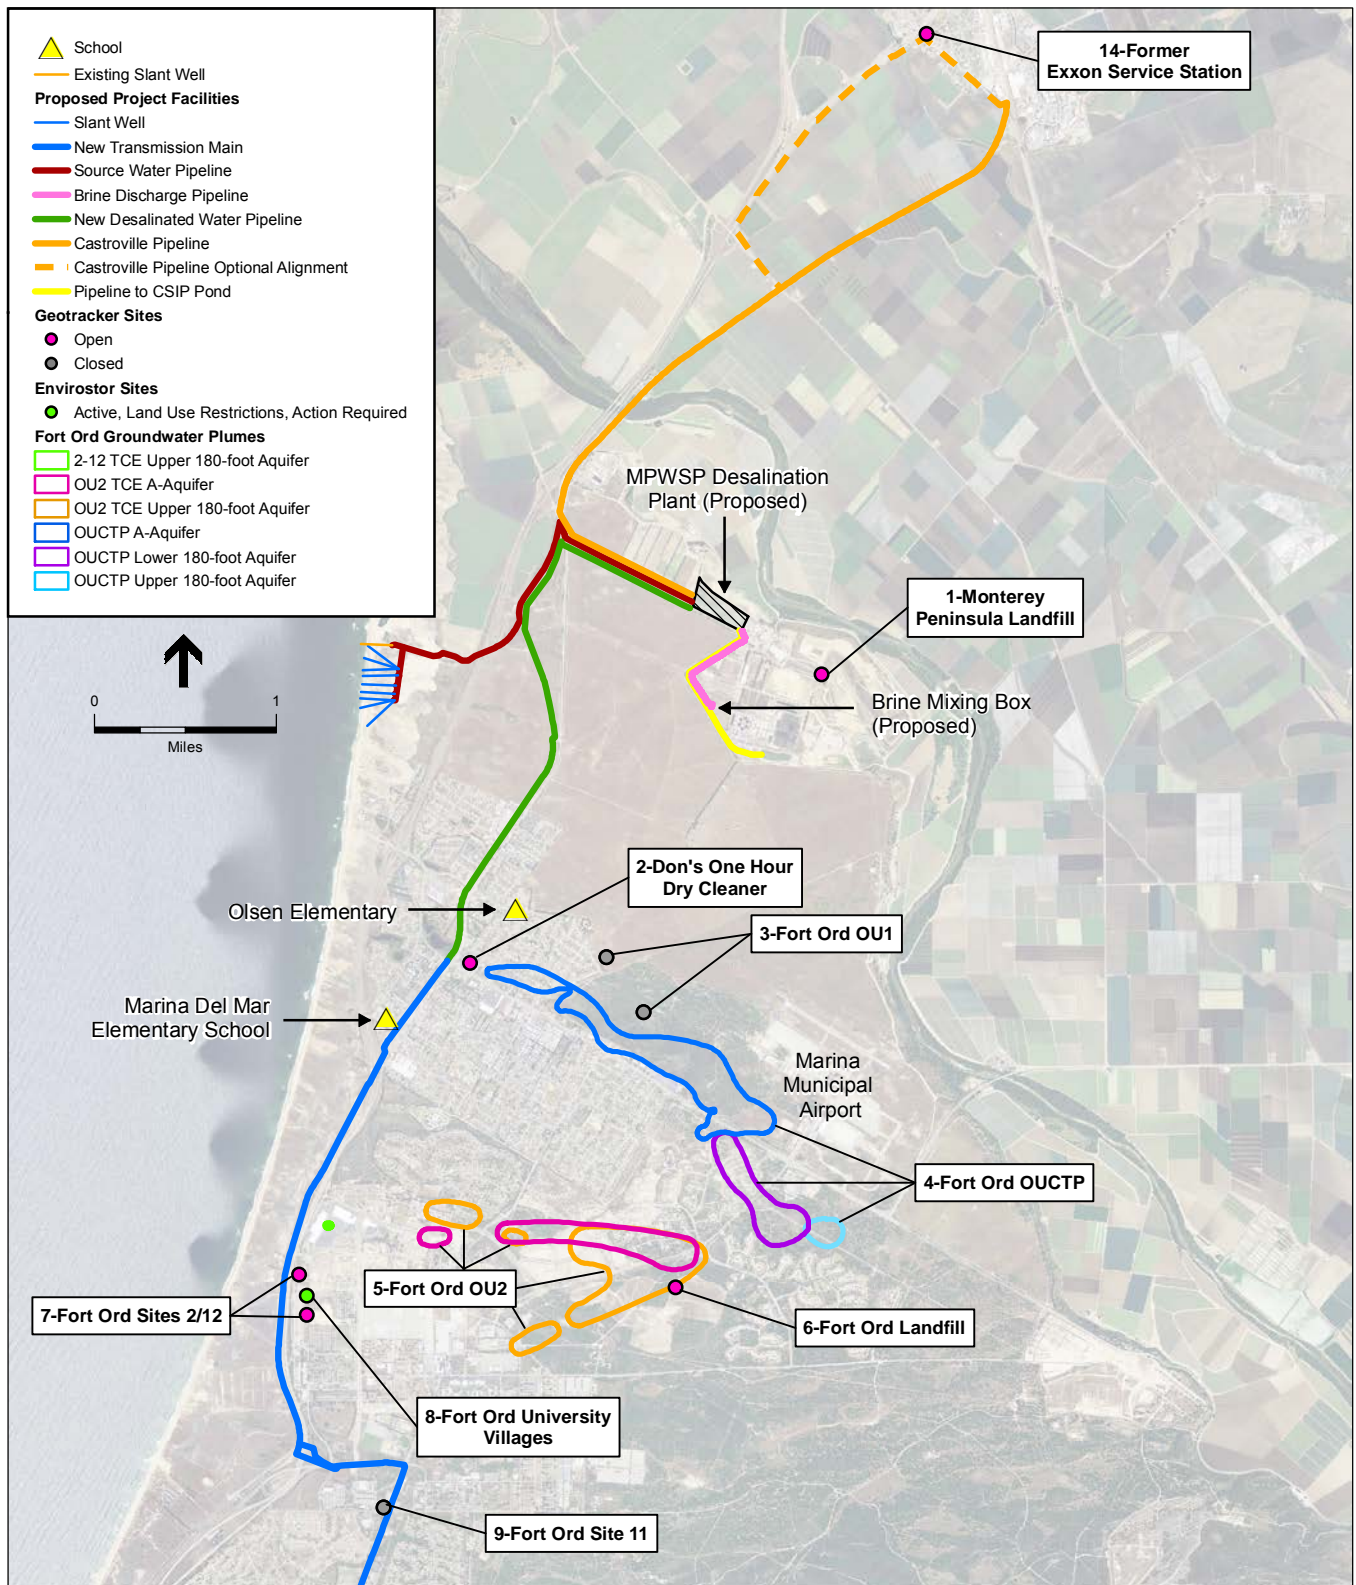 School
Existing Slant Well
Proposed Project Facilities
Slant Well
New Transmission Main
Source Water Pipeline
Brine Discharge Pipeline
New Desalinated Water Pipeline
Castroville Pipeline
Castroville Pipeline Optional Alignment
Pipeline to CSIP Pond
Geotracker Sites
Open
Closed
Envirostor Sites
Active, Land Use Restrictions, Action Required
Fort Ord Groundwater Plumes
2-12 TCE Upper 180-foot Aquifer
OU2 TCE A-Aquifer
OU2 TCE Upper 180-foot Aquifer
OUCTP A-Aquifer
OUCTP Lower 180-foot Aquifer
OUCTP Upper 180-foot Aquifer
0 1
Miles
14-Former
Exxon Service Station
MPWSP Desalination
Plant (Proposed)
1-Monterey
Peninsula Landfill
Brine Mixing Box
(Proposed)
2-Don's One Hour
Dry Cleaner
Olsen Elementary
3-Fort Ord OU1
Marina Del Mar
Elementary School
Marina
Municipal
Airport
4-Fort Ord OUCTP
5-Fort Ord OU2
7-Fort Ord Sites 2/12
6-Fort Ord Landfill
8-Fort Ord University
Villages
9-Fort Ord Site 11